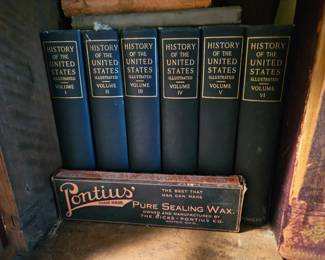 HISTORY
OF THE
UNITED
STATES
ILLUSTRATED
VOLUME
I
HISTORY
OF THE
UNITED
STATES
ILLUSTRATED
VOLUME
II
HISTORY
OF THE
UNITED
STATES
ILLUSTRATED
VOLUME
III
HISTORY
OF THE
UNITED
STATES
ILLUSTRATED
VOLUME
IV
HISTORY
OF THE
UNITED
STATES
ILLUSTRATED
VOLUME
V
HISTORY
OF THE
UNITED
STATES
ILLUSTRATED
VOLUME
VI
Pontius
TRADE MARK
THE BEST THAT
MAN CAN MAKE
PURE SEALING WAX.
OWNED AND MANUFACTURED BY
THE DICKS-PONTIUS CO.